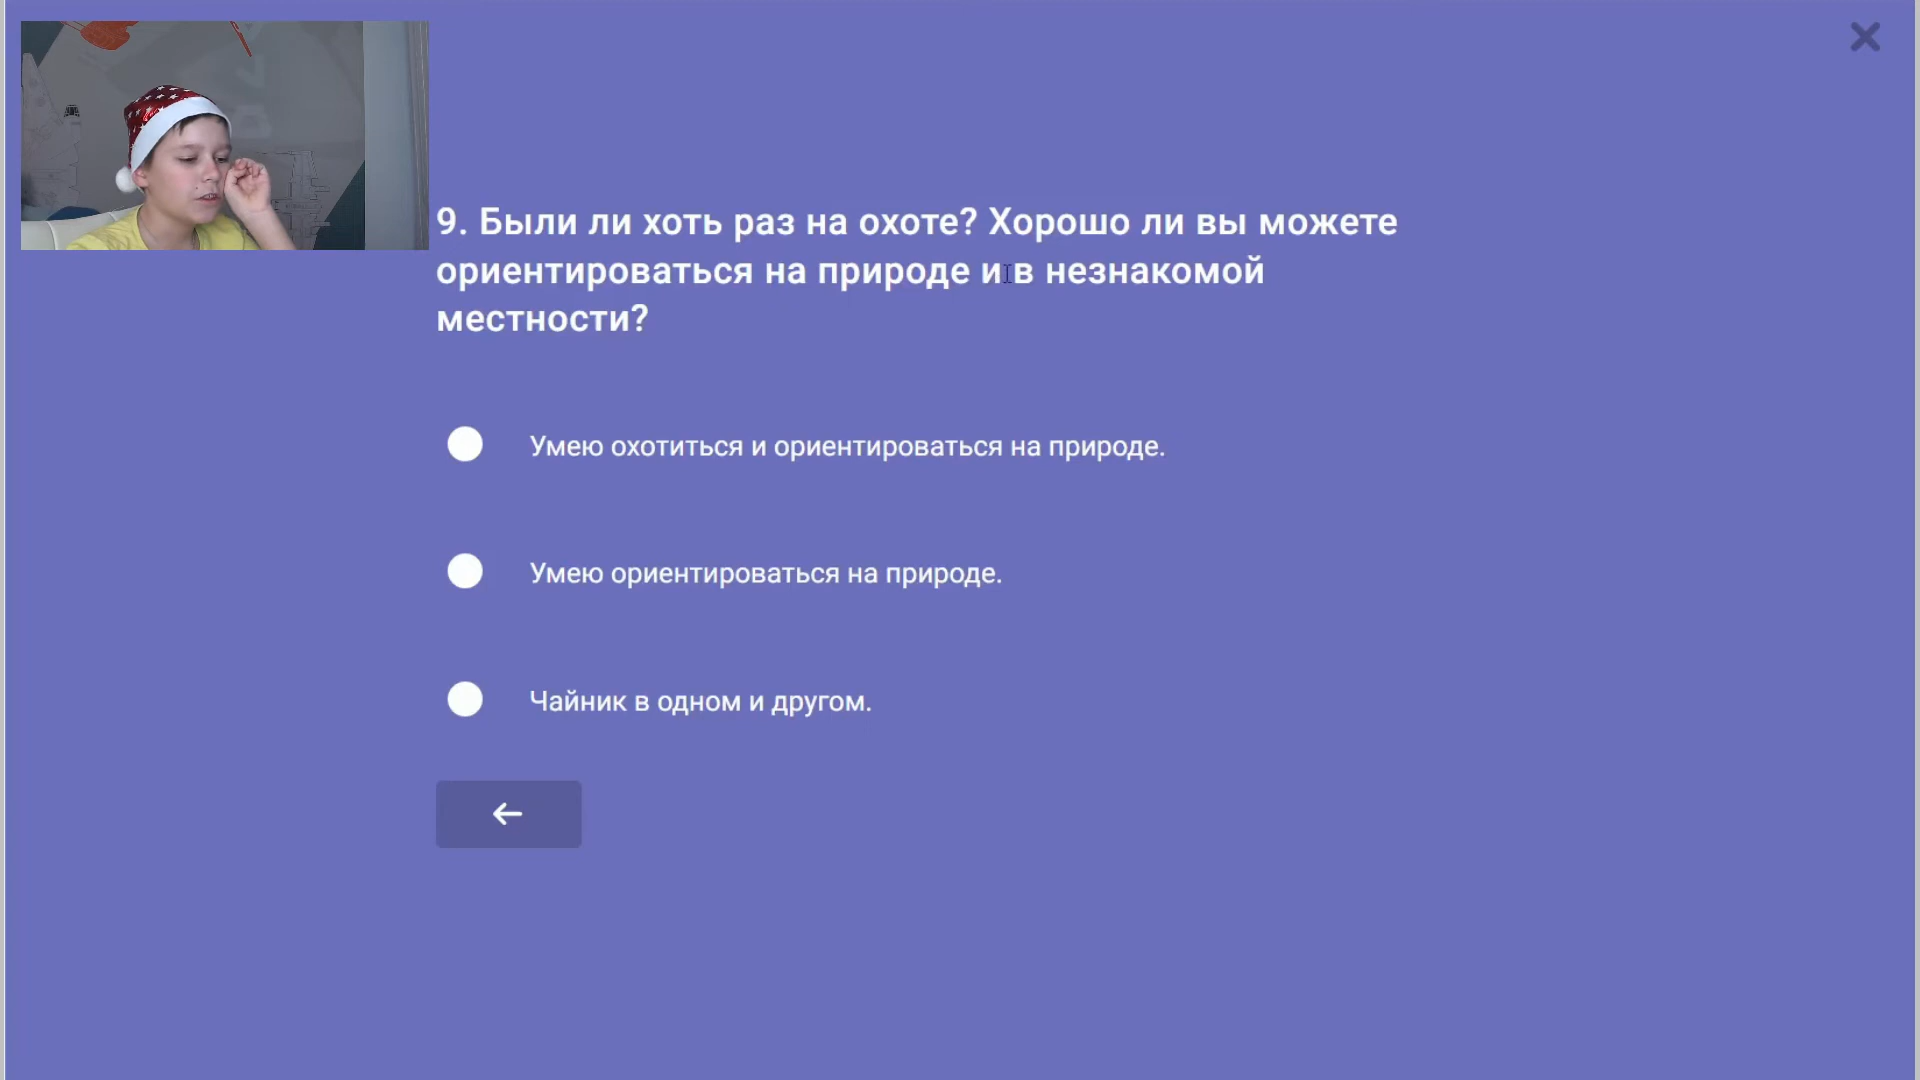 9. Были ли хоть раз на охоте? Хорошо ли вы можете
ориентироваться на природе и в незнакомой
местности?
Умею охотиться и ориентироваться на природе.
Умею ориентироваться на природе.
Чайник в одном и другом.